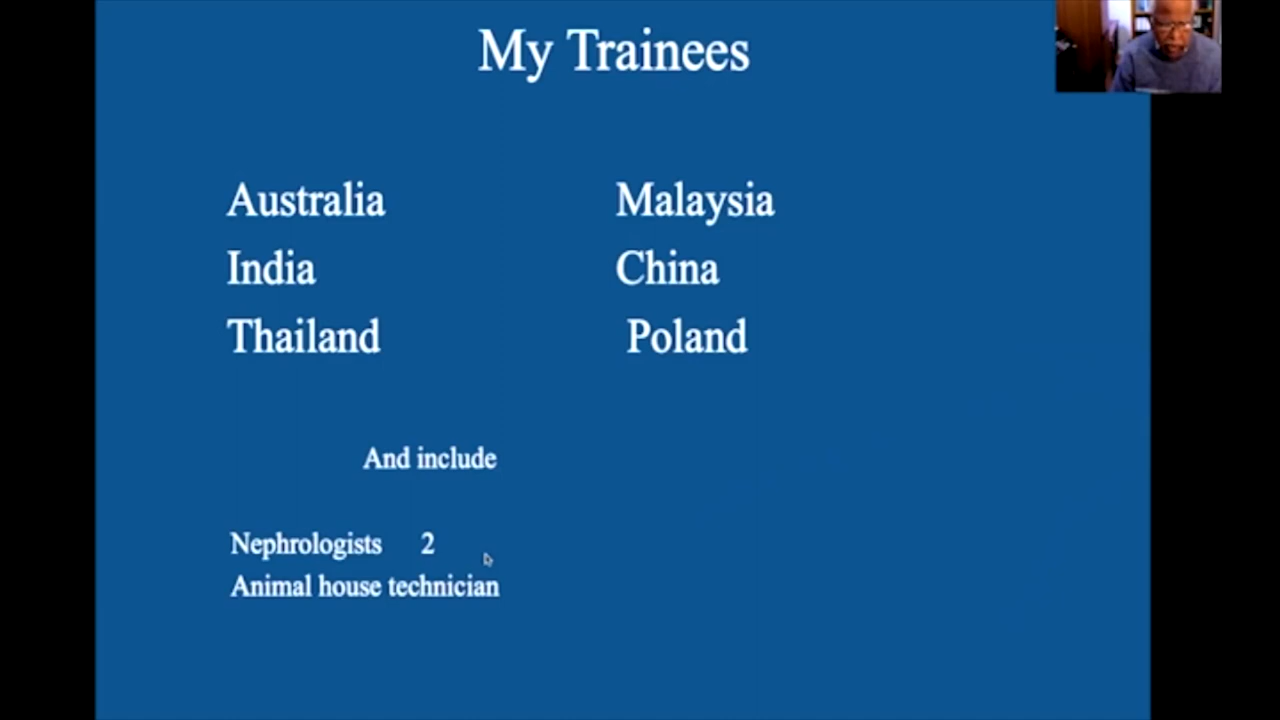 My Trainees
Australia Malaysia
India China
Thailand Poland
And include
Nephrologists 2
Animal house technician